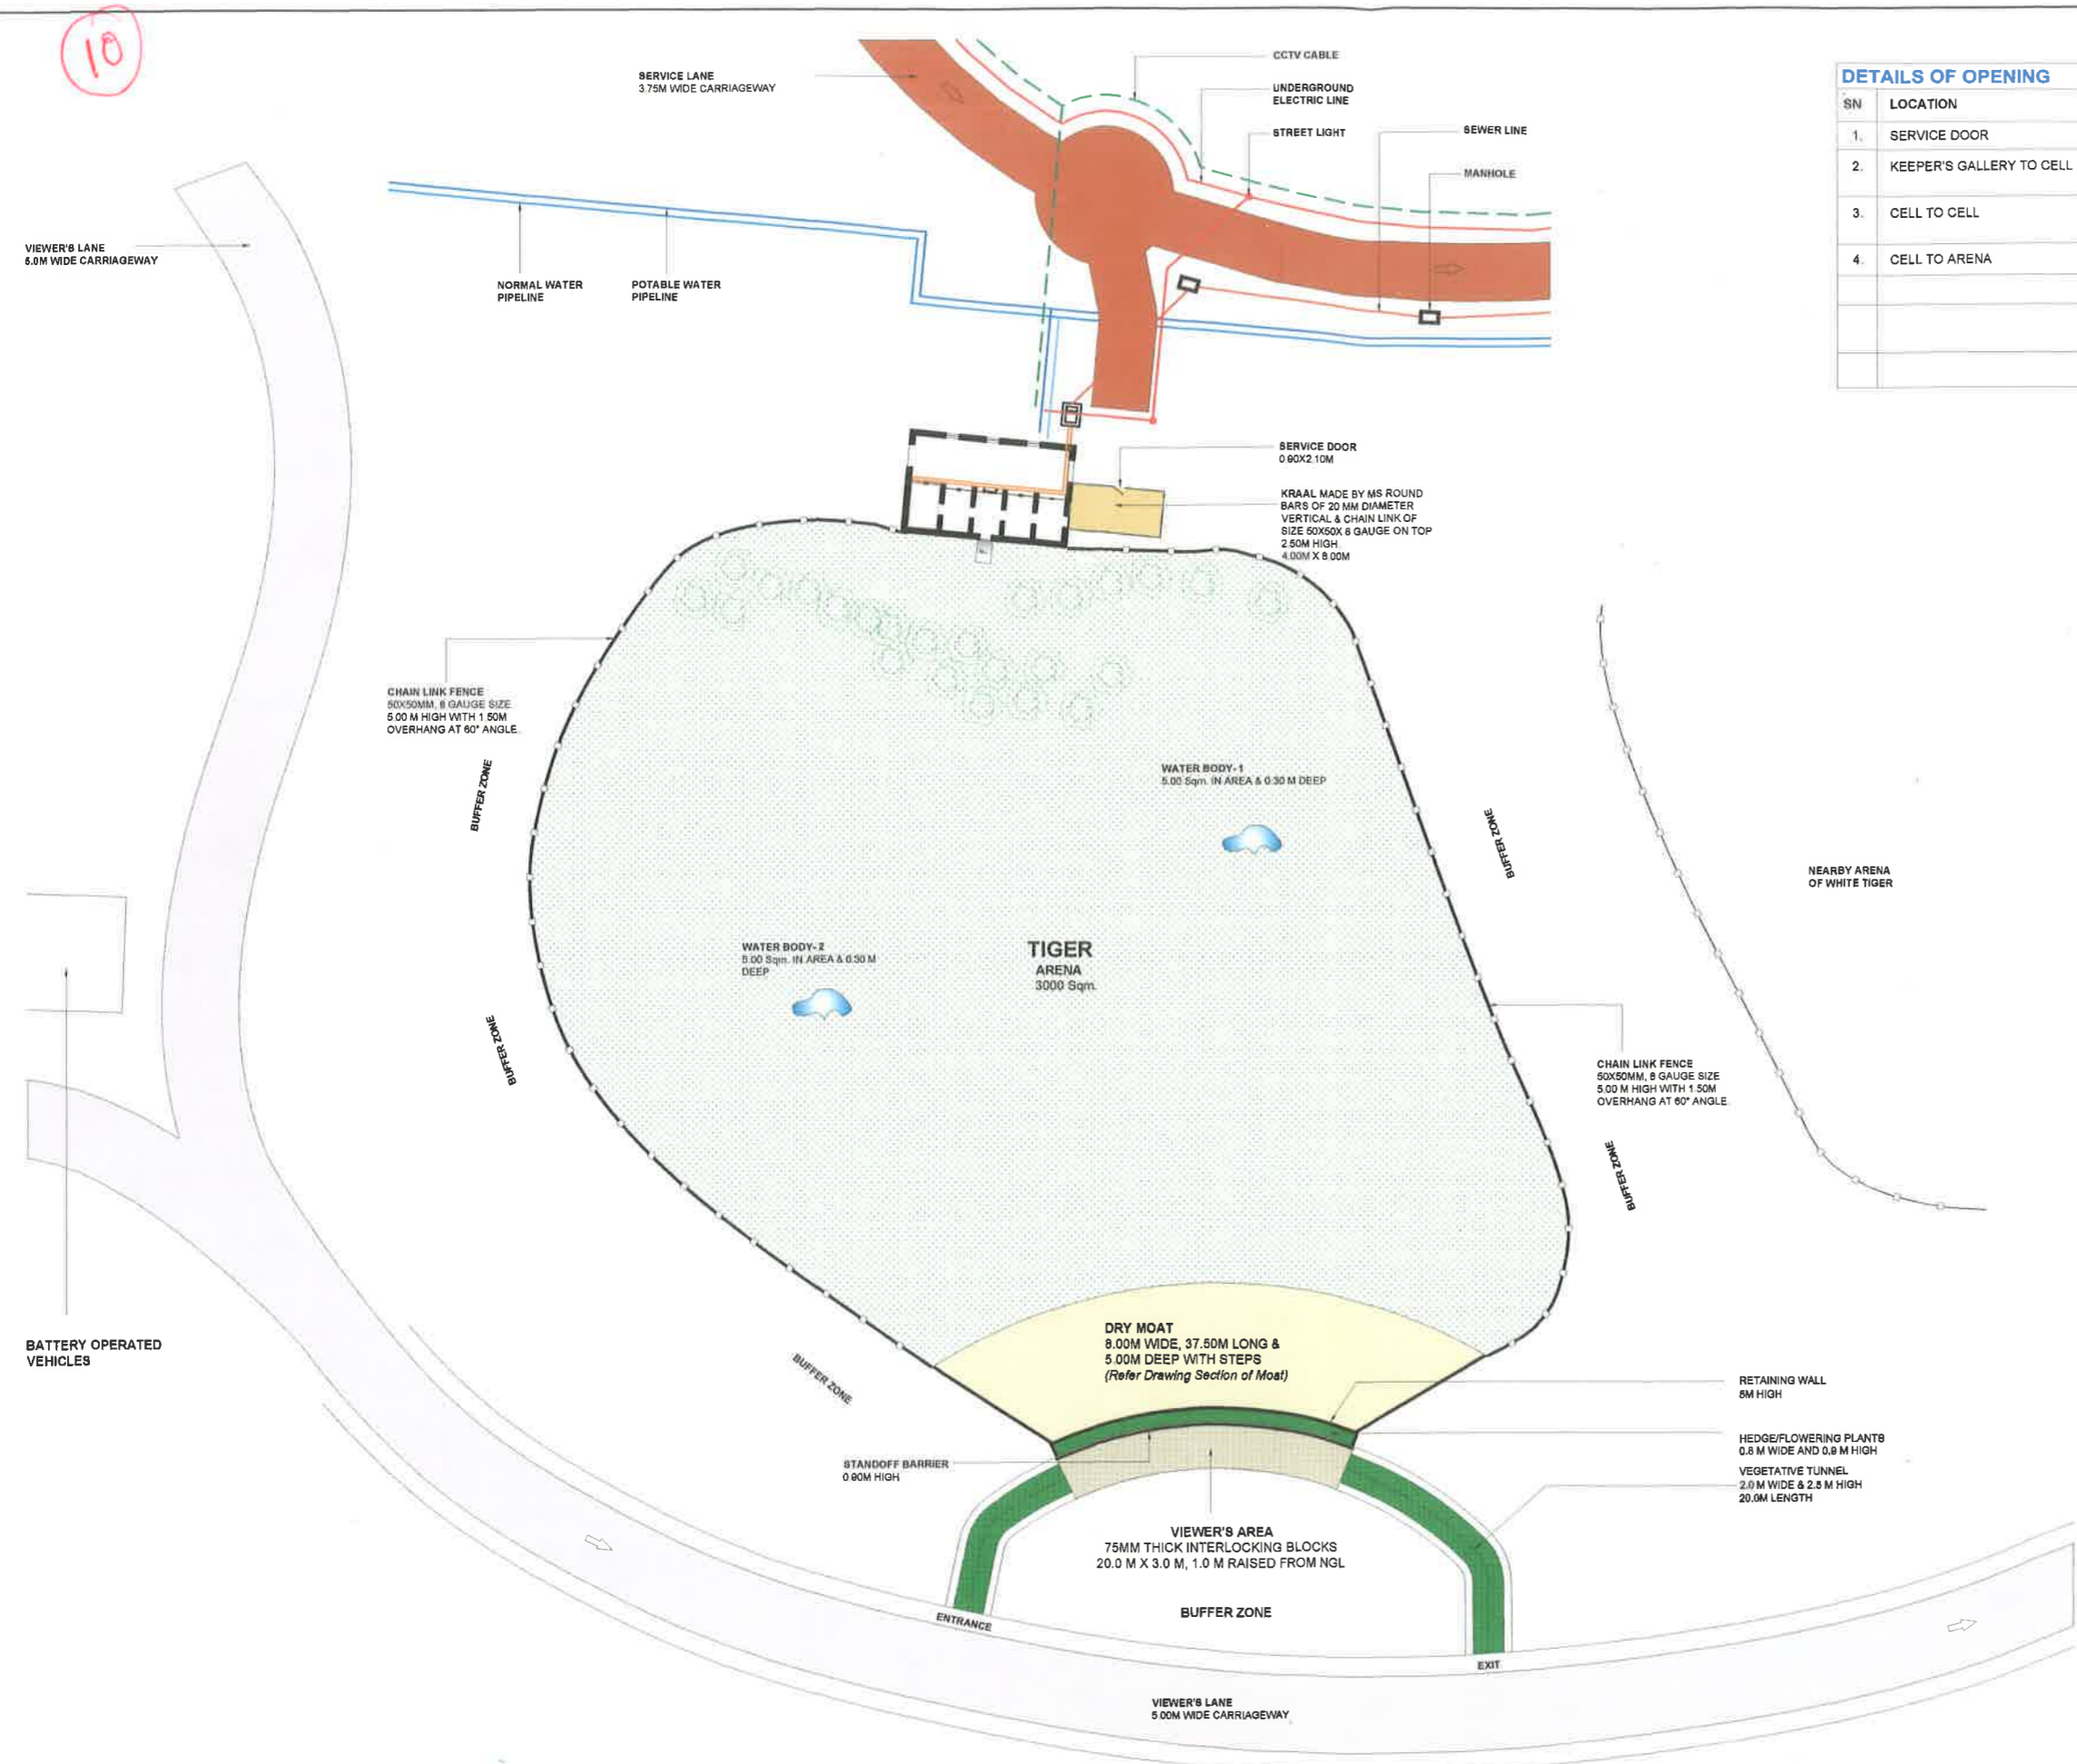 10
CCTV CABLE
SERVICE LANE
3.75M WIDE CARRIAGEWAY
UNDERGROUND
ELECTRIC LINE
STREET LIGHT
SEWER LINE
MANHOLE
DETAILS OF OPENING
SN LOCATION
1. SERVICE DOOR
2. KEEPER'S GALLERY TO CELL
3. CELL TO CELL
4. CELL TO ARENA
VIEWER'S LANE
5.0M WIDE CARRIAGEWAY
NORMAL WATER
PIPELINE
POTABLE WATER
PIPELINE
SERVICE DOOR
0.90X2.10M
KRAAL MADE BY MS ROUND
BARS OF 20 MM DIAMETER
VERTICAL & CHAIN LINK OF
SIZE 50X50X 8 GAUGE ON TOP
2.50M HIGH
4.00M X 8.00M
CHAIN LINK FENCE
50X50MM, 8 GAUGE SIZE
5.00 M HIGH WITH 1.50M
OVERHANG AT 60° ANGLE.
BUFFER ZONE
WATER BODY-1
5.00 Sqm. IN AREA & 0.30 M DEEP
BUFFER ZONE
NEARBY ARENA
OF WHITE TIGER
WATER BODY-2
5.00 Sqm. IN AREA & 0.30 M
DEEP
TIGER
ARENA
3000 Sqm.
BUFFER ZONE
CHAIN LINK FENCE
50X50MM, 8 GAUGE SIZE
5.00 M HIGH WITH 1.50M
OVERHANG AT 60° ANGLE.
BUFFER ZONE
BATTERY OPERATED
VEHICLES
DRY MOAT
8.00M WIDE, 37.50M LONG &
5.00M DEEP WITH STEPS
(Refer Drawing Section of Moat)
BUFFER ZONE
RETAINING WALL
5M HIGH
HEDGE/FLOWERING PLANTS
0.8 M WIDE AND 0.9 M HIGH
STANDOFF BARRIER
0.90M HIGH
VEGETATIVE TUNNEL
2.0 M WIDE & 2.5 M HIGH
20.0M LENGTH
VIEWER'S AREA
75MM THICK INTERLOCKING BLOCKS
20.0 M X 3.0 M, 1.0 M RAISED FROM NGL
BUFFER ZONE
ENTRANCE
EXIT
VIEWER'S LANE
5.00M WIDE CARRIAGEWAY